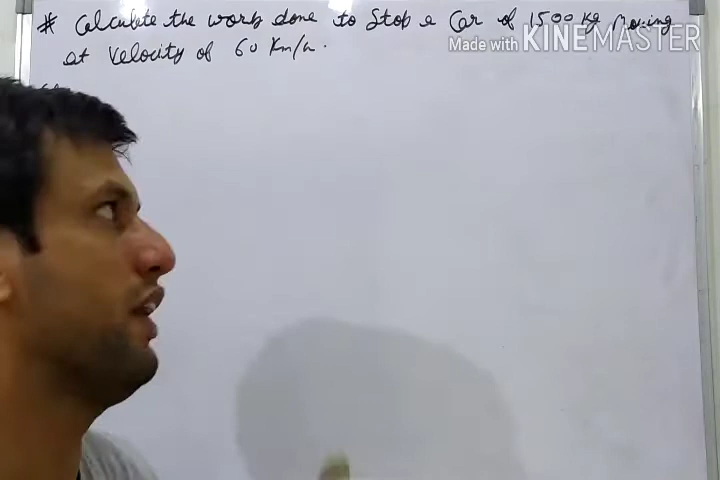 # Calculate the work done to stop a Car of 1500 kg moving
at velocity of 60 Km/h.
Made with KINEMASTER